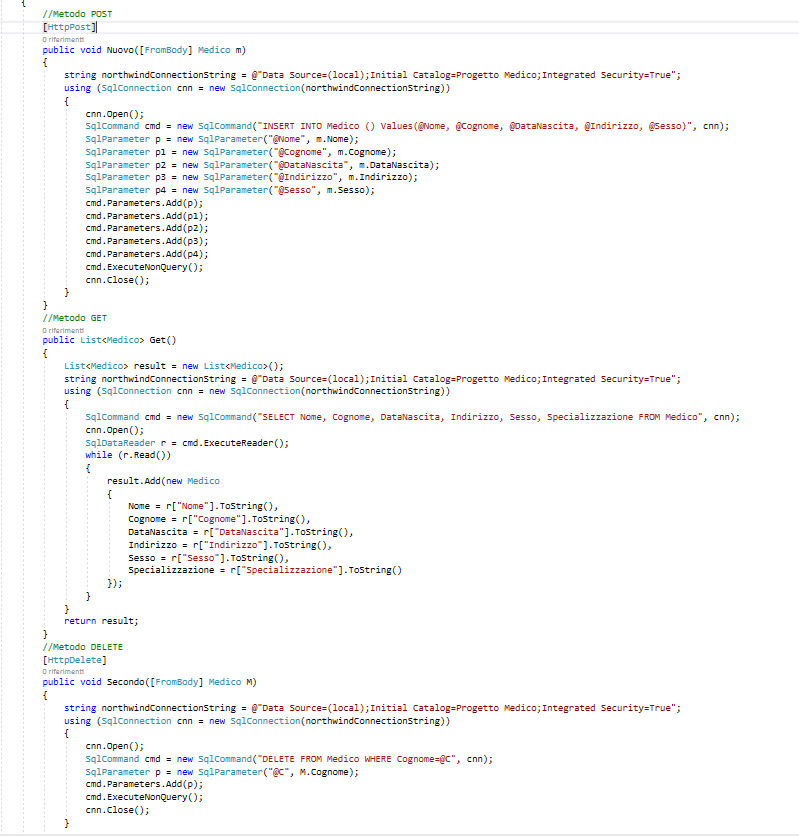 {
//Metodo POST
[HttpPost]
0 riferimenti
public void Nuovo([FromBody] Medico m)
{
string northwindConnectionString = @"Data Source=(local);Initial Catalog=Progetto Medico;Integrated Security=True";
using (SqlConnection cnn = new SqlConnection(northwindConnectionString))
{
cnn.Open();
SqlCommand cmd = new SqlCommand("INSERT INTO Medico () Values(@Nome, @Cognome, @DataNascita, @Indirizzo, @Sesso)", cnn);
SqlParameter p = new SqlParameter("@Nome", m.Nome);
SqlParameter p1 = new SqlParameter("@Cognome", m.Cognome);
SqlParameter p2 = new SqlParameter("@DataNascita", m.DataNascita);
SqlParameter p3 = new SqlParameter("@Indirizzo", m.Indirizzo);
SqlParameter p4 = new SqlParameter("@Sesso", m.Sesso);
cmd.Parameters.Add(p);
cmd.Parameters.Add(p1);
cmd.Parameters.Add(p2);
cmd.Parameters.Add(p3);
cmd.Parameters.Add(p4);
cmd.ExecuteNonQuery();
cnn.Close();
}
}
//Metodo GET
0 riferimenti
public List<Medico> Get()
{
List<Medico> result = new List<Medico>();
string northwindConnectionString = @"Data Source=(local);Initial Catalog=Progetto Medico;Integrated Security=True";
using (SqlConnection cnn = new SqlConnection(northwindConnectionString))
{
SqlCommand cmd = new SqlCommand("SELECT Nome, Cognome, DataNascita, Indirizzo, Sesso, Specializzazione FROM Medico", cnn);
cnn.Open();
SqlDataReader r = cmd.ExecuteReader();
while (r.Read())
{
result.Add(new Medico
{
Nome = r["Nome"].ToString(),
Cognome = r["Cognome"].ToString(),
DataNascita = r["DataNascita"].ToString(),
Indirizzo = r["Indirizzo"].ToString(),
Sesso = r["Sesso"].ToString(),
Specializzazione = r["Specializzazione"].ToString()
});
}
}
return result;
}
//Metodo DELETE
[HttpDelete]
0 riferimenti
public void Secondo([FromBody] Medico M)
{
string northwindConnectionString = @"Data Source=(local);Initial Catalog=Progetto Medico;Integrated Security=True";
using (SqlConnection cnn = new SqlConnection(northwindConnectionString))
{
cnn.Open();
SqlCommand cmd = new SqlCommand("DELETE FROM Medico WHERE Cognome=@C", cnn);
SqlParameter p = new SqlParameter("@C", M.Cognome);
cmd.Parameters.Add(p);
cmd.ExecuteNonQuery();
cnn.Close();
}